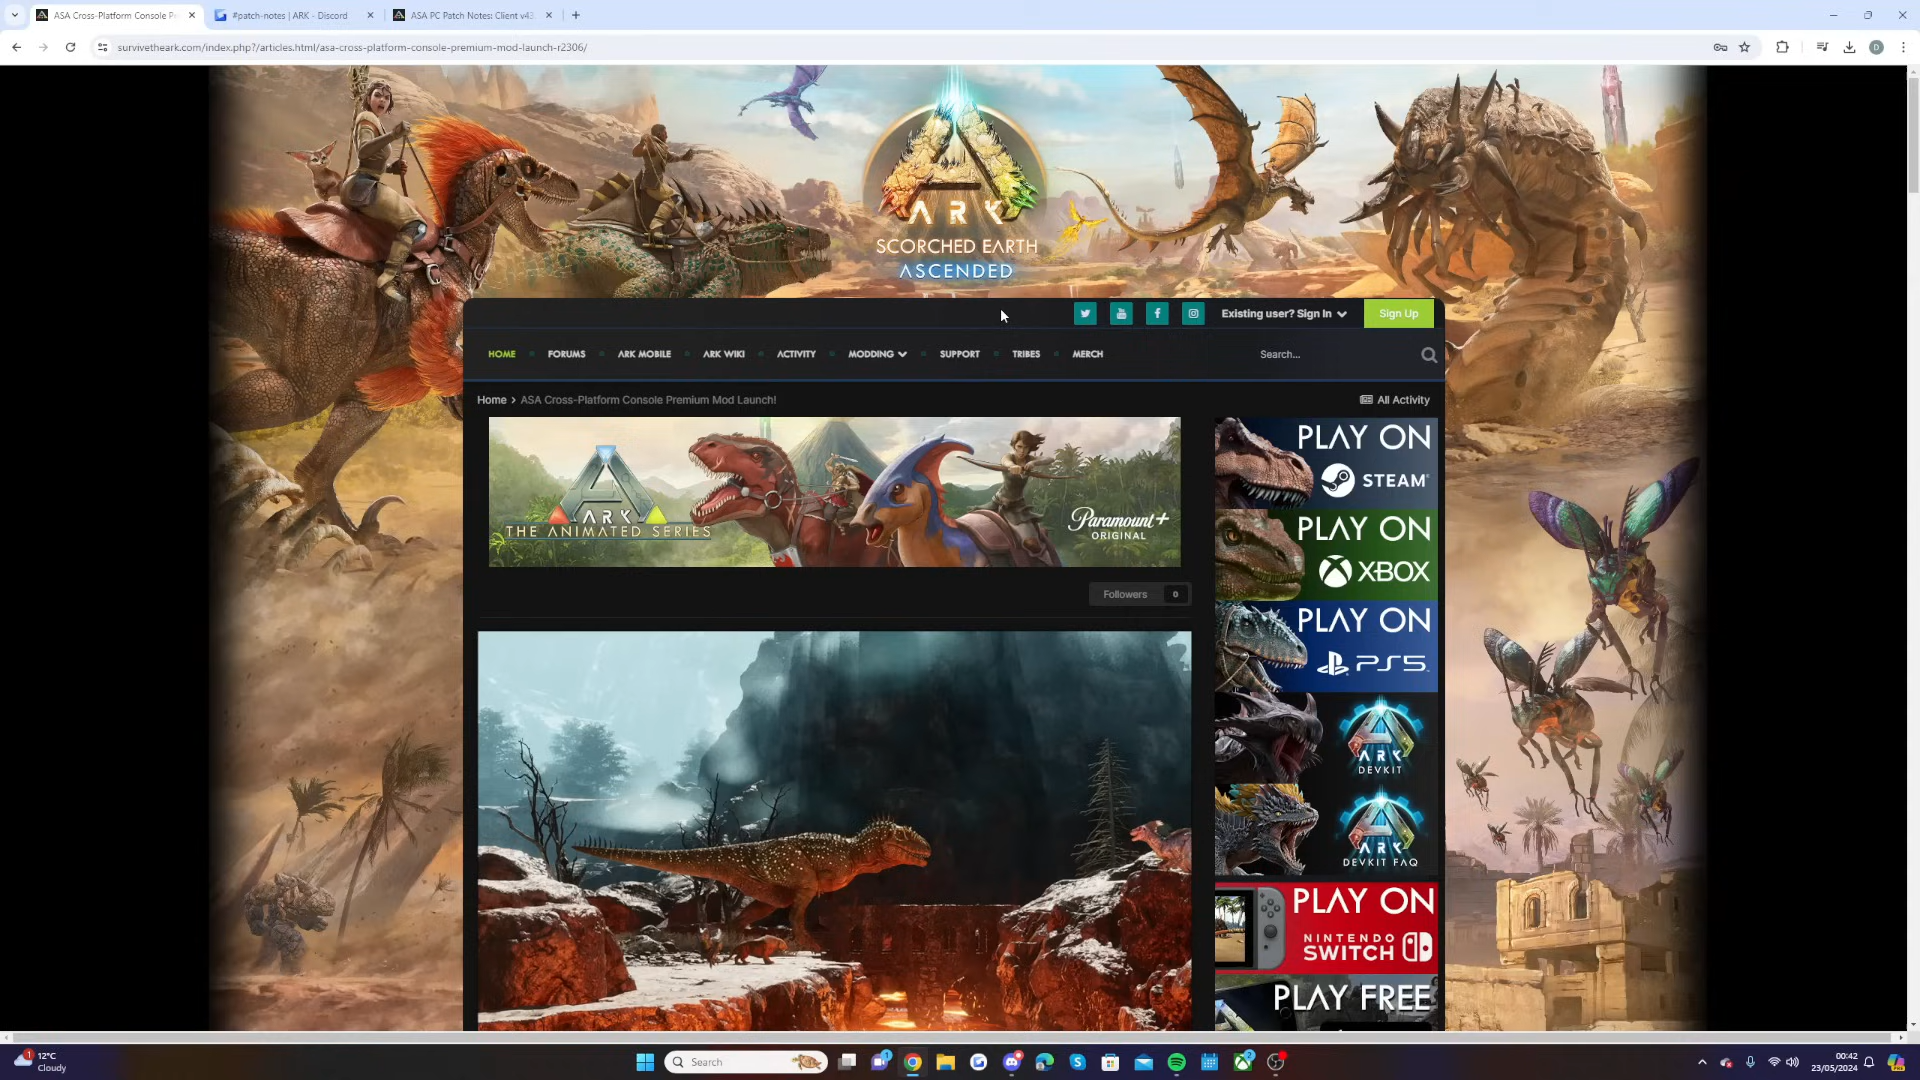 ASA Cross-Platform Console Pr
#patch-notes | ARK - Discord
ASA PC Patch Notes: Client v43
survivetheark.com/index.php?/articles.html/asa-cross-platform-console-premium-mod-launch-r2306/
D
ARK
SCORCHED EARTH
ASCENDED
Existing user? Sign In
Sign Up
HOME
FORUMS
ARK MOBILE
ARK WIKI
ACTIVITY
MODDING
SUPPORT
TRIBES
MERCH
Search...
Home > ASA Cross-Platform Console Premium Mod Launch!
All Activity
ARK
THE ANIMATED SERIES
Paramount+
ORIGINAL
Followers 0
PLAY ON
STEAM
PLAY ON
XBOX
PLAY ON
PS5
ARK
DEVKIT
ARK
DEVKIT FAQ
PLAY ON
NINTENDO
SWITCH
PLAY FREE
1
12°C
Cloudy
Search
00:42
23/05/2024